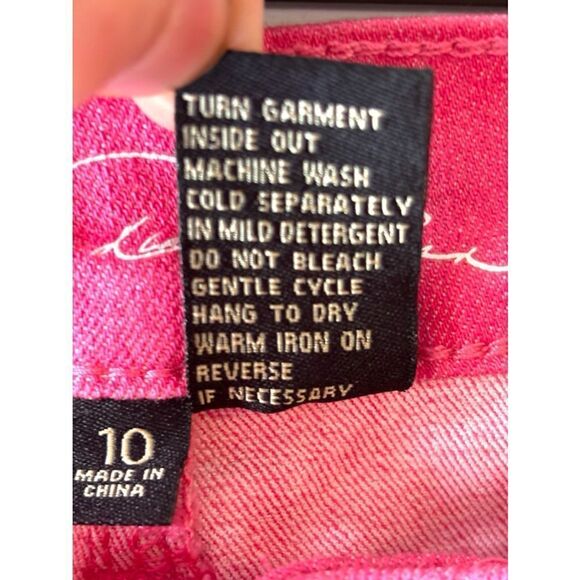 TURN GARMENT
INSIDE OUT
MACHINE WASH
COLD SEPARATELY
IN MILD DETERGENT
DO NOT BLEACH
GENTLE CYCLE
HANG TO DRY
WARM IRON ON
REVERSE
IF NECESSARY
10
MADE IN
CHINA